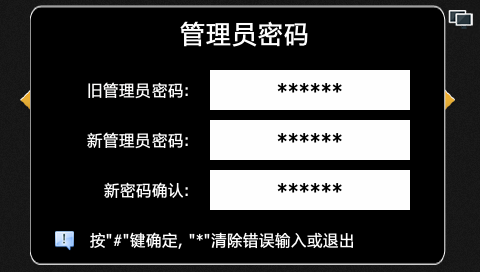 管理员密码
旧管理员密码: ******
新管理员密码: ******
新密码确认: ******
按"#"键确定, "*"清除错误输入或退出